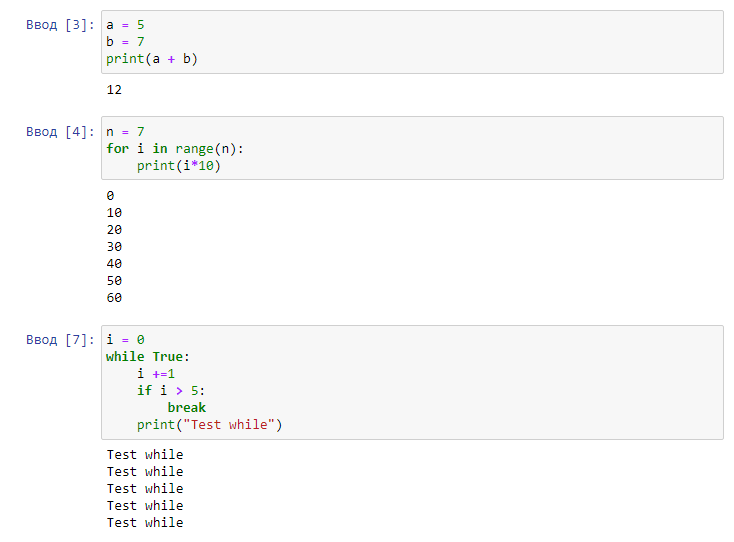 Ввод [3]: a = 5
b = 7
print(a + b)
12
Ввод [4]: n = 7
for i in range(n):
    print(i*10)
0
10
20
30
40
50
60
Ввод [7]: i = 0
while True:
    i +=1
    if i > 5:
        break
    print("Test while")
Test while
Test while
Test while
Test while
Test while